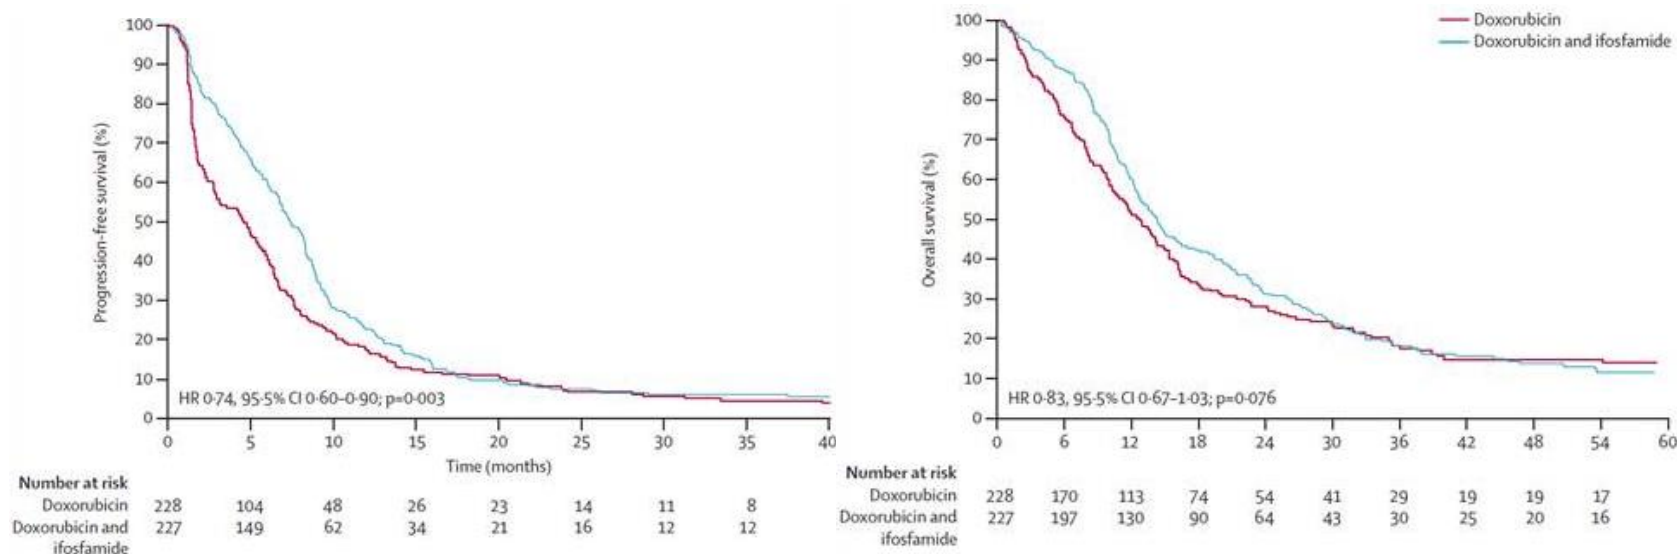 Progression-free survival (%)
100
90
80
70
60
50
40
30
20
10
0
HR 0·74, 95·5% CI 0·60–0·90; p=0·003
0 5 10 15 20 25 30 35 40
Time (months)
Number at risk
Doxorubicin 228 104 48 26 23 14 11 8
Doxorubicin and 227 149 62 34 21 16 12 12
ifosfamide
Doxorubicin
Doxorubicin and ifosfamide
Overall survival (%)
100
90
80
70
60
50
40
30
20
10
0
HR 0·83, 95·5% CI 0·67–1·03; p=0·076
0 6 12 18 24 30 36 42 48 54 60
Number at risk
Doxorubicin 228 170 113 74 54 41 29 19 19 17
Doxorubicin and 227 197 130 90 64 43 30 25 20 16
ifosfamide